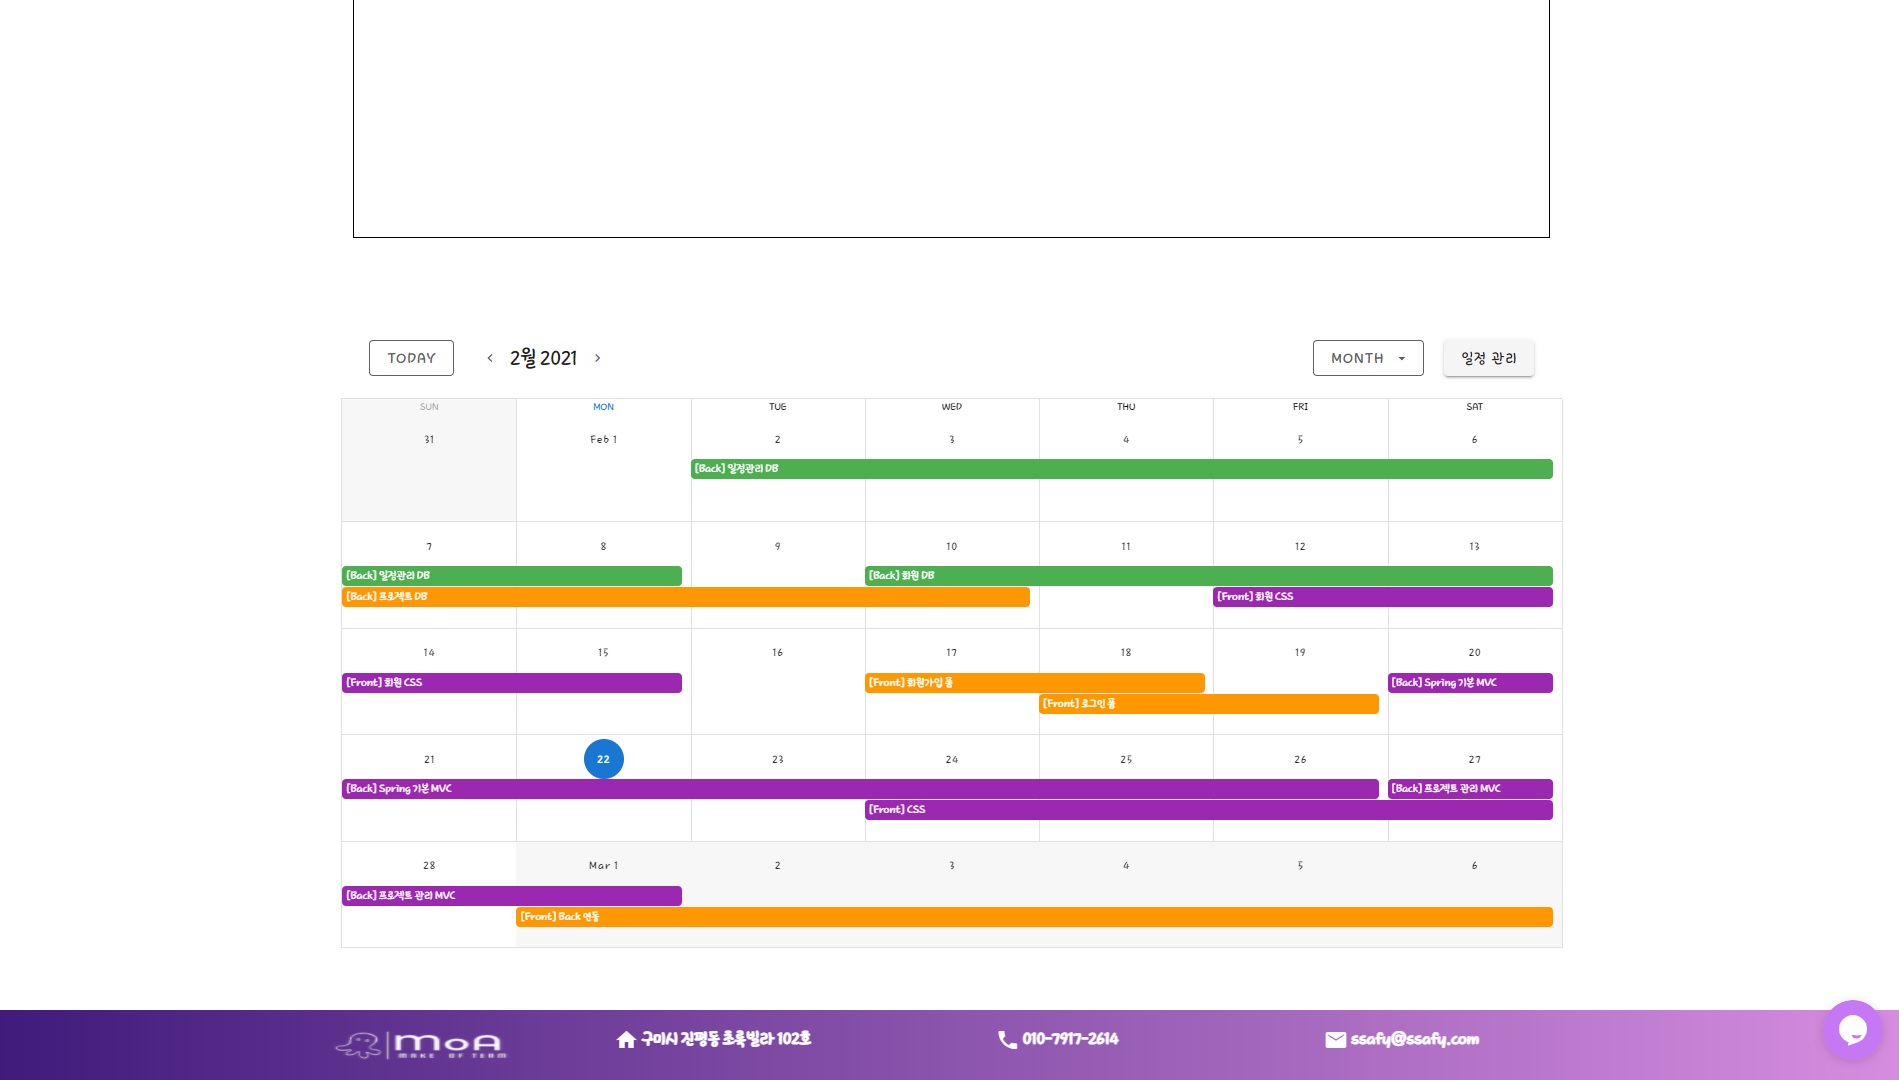 TODAY
2월 2021
MONTH
일정 관리
SUN MON TUE WED THU FRI SAT
31 Feb 1 2 3 4 5 6
[Back] 일정관리 DB
7 8 9 10 11 12 13
[Back] 일정관리 DB [Back] 회원 DB
[Back] 프로젝트 DB [Front] 회원 CSS
14 15 16 17 18 19 20
[Front] 회원 CSS [Front] 회원가입 폼 [Back] Spring 기본 MVC
[Front] 로그인 폼
21 22 23 24 25 26 27
[Back] Spring 기본 MVC [Back] 프로젝트 관리 MVC
[Front] CSS
28 Mar 1 2 3 4 5 6
[Back] 프로젝트 관리 MVC
[Front] Back 연동
MoA
MAKE OF TEAM
구미시 진평동 초록빌라 102호
010-7917-2614
ssafy@ssafy.com